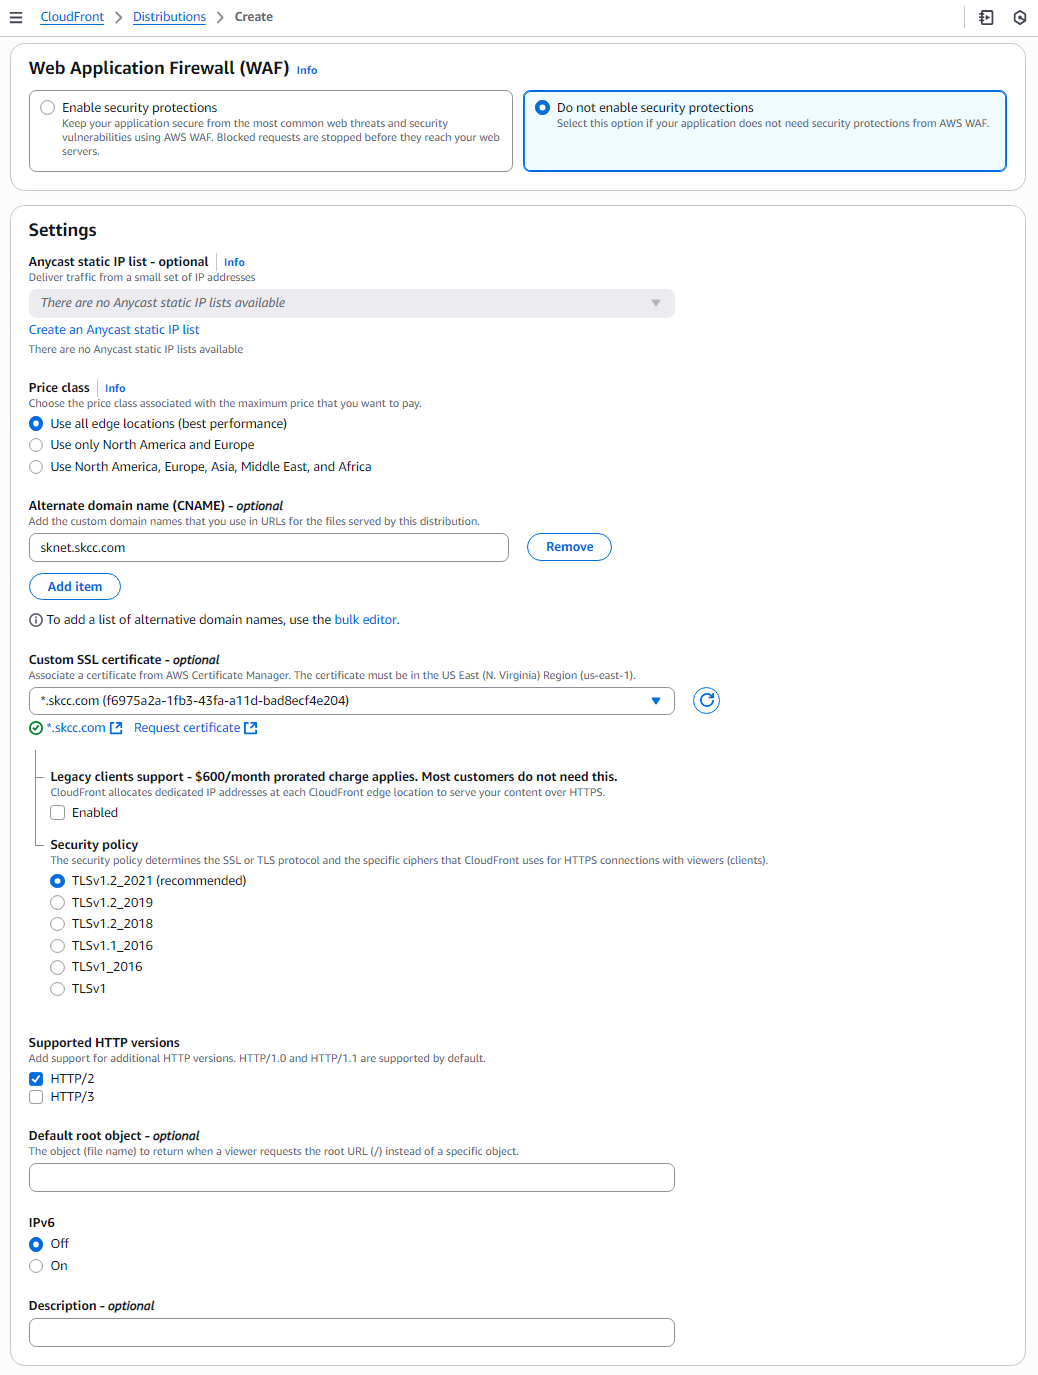 CloudFront > Distributions > Create
Web Application Firewall (WAF) Info
Enable security protections
Keep your application secure from the most common web threats and security
vulnerabilities using AWS WAF. Blocked requests are stopped before they reach your web
servers.
Do not enable security protections
Select this option if your application does not need security protections from AWS WAF.
Settings
Anycast static IP list - optional Info
Deliver traffic from a small set of IP addresses
There are no Anycast static IP lists available
Create an Anycast static IP list
There are no Anycast static IP lists available
Price class Info
Choose the price class associated with the maximum price that you want to pay.
Use all edge locations (best performance)
Use only North America and Europe
Use North America, Europe, Asia, Middle East, and Africa
Alternate domain name (CNAME) - optional
Add the custom domain names that you use in URLs for the files served by this distribution.
sknet.skcc.com Remove
Add item
To add a list of alternative domain names, use the bulk editor.
Custom SSL certificate - optional
Associate a certificate from AWS Certificate Manager. The certificate must be in the US East (N. Virginia) Region (us-east-1).
*.skcc.com (f6975a2a-1fb3-43fa-a11d-bad8ecf4e204)
*.skcc.com Request certificate
Legacy clients support - $600/month prorated charge applies. Most customers do not need this.
CloudFront allocates dedicated IP addresses at each CloudFront edge location to serve your content over HTTPS.
Enabled
Security policy
The security policy determines the SSL or TLS protocol and the specific ciphers that CloudFront uses for HTTPS connections with viewers (clients).
TLSv1.2_2021 (recommended)
TLSv1.2_2019
TLSv1.2_2018
TLSv1.1_2016
TLSv1_2016
TLSv1
Supported HTTP versions
Add support for additional HTTP versions. HTTP/1.0 and HTTP/1.1 are supported by default.
HTTP/2
HTTP/3
Default root object - optional
The object (file name) to return when a viewer requests the root URL (/) instead of a specific object.
IPv6
Off
On
Description - optional